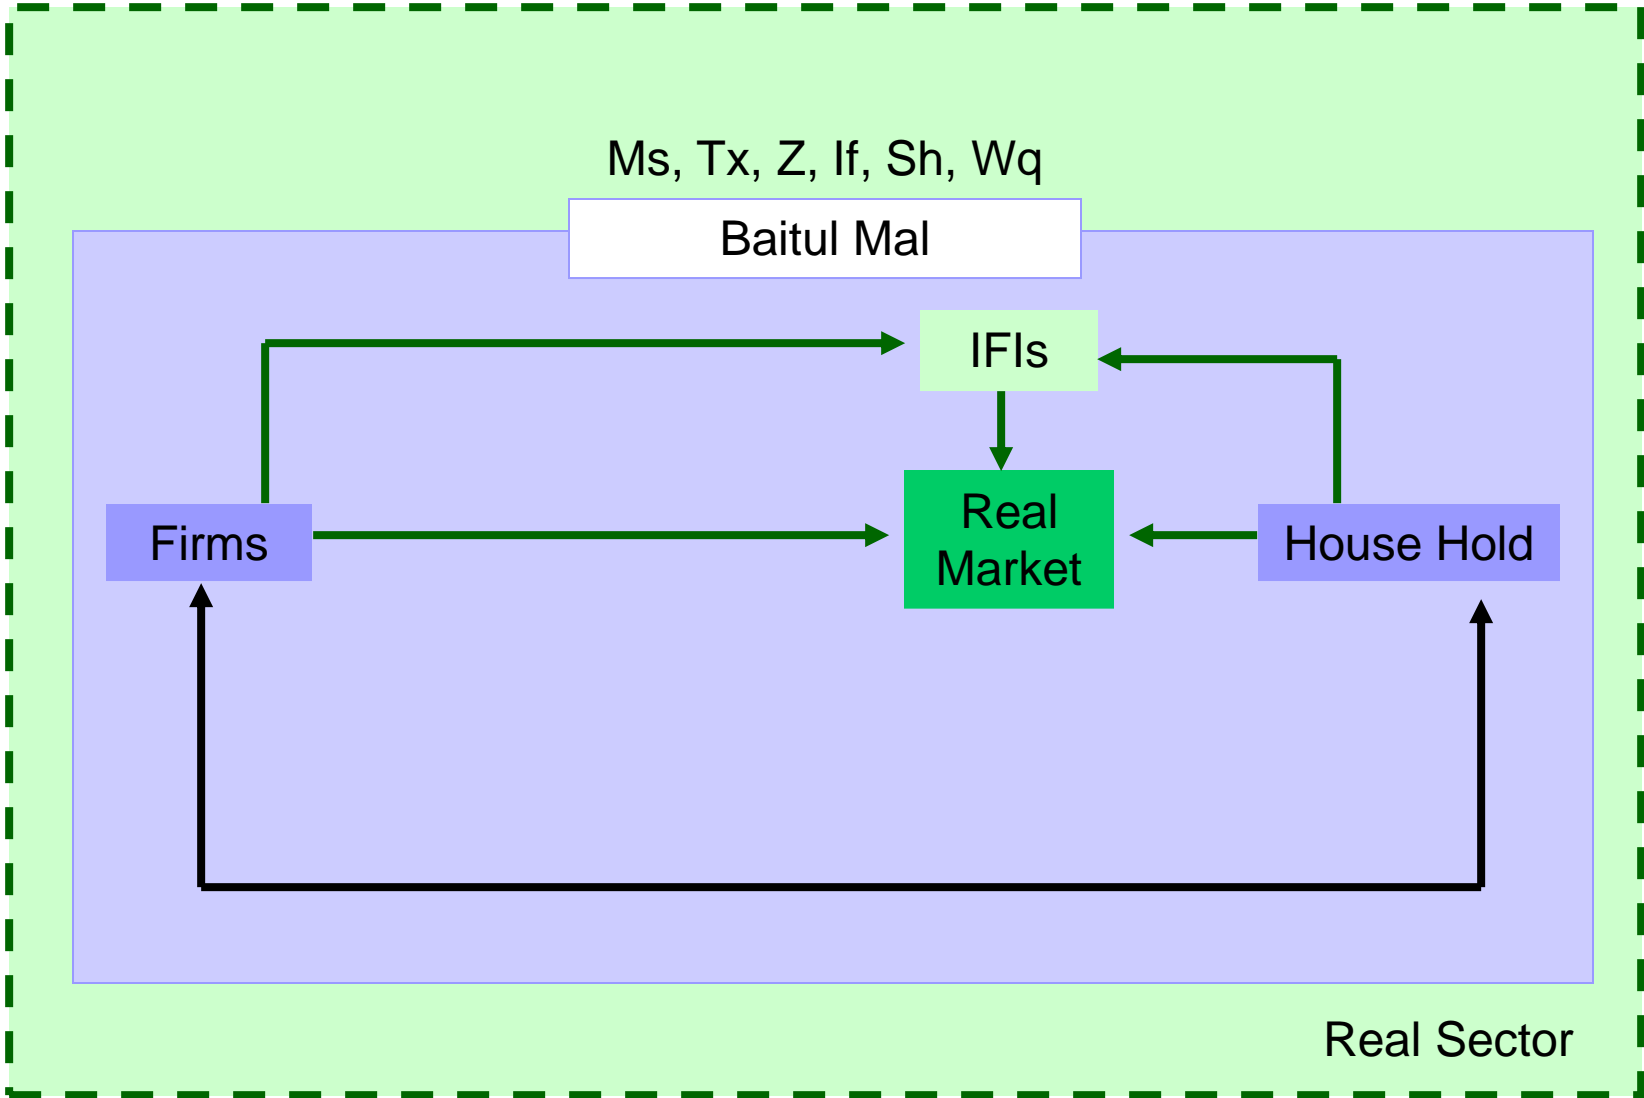 Ms, Tx, Z, If, Sh, Wq
Baitul Mal
IFIs
Real
Market
Firms
House Hold
Real Sector